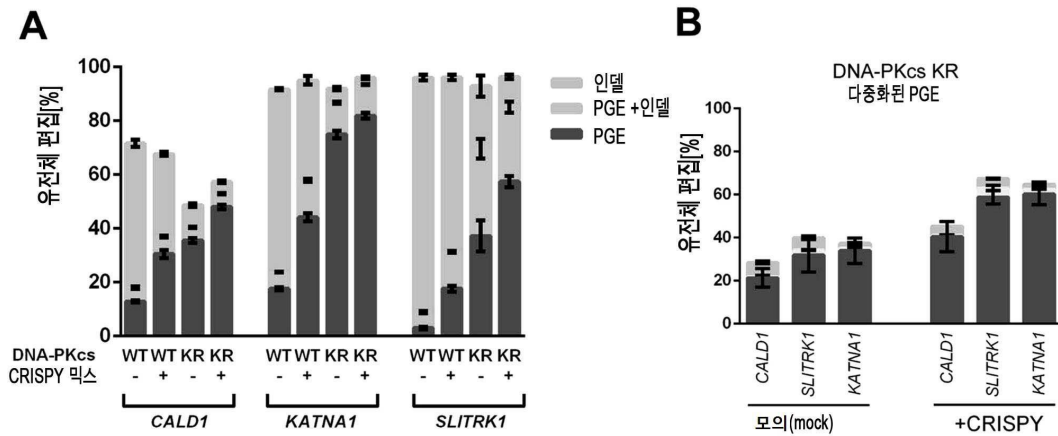 A
유전체 편집[%]
100
80
60
40
20
0
인델
PGE +인델
PGE
DNA-PKcs WT WT KR KR WT WT KR KR WT WT KR KR
CRISPY 믹스 - + - + - + - + - + - +
CALD1 KATNA1 SLITRK1
B
DNA-PKcs KR
다중화된 PGE
유전체 편집[%]
100
80
60
40
20
0
CALD1 SLITRK1 KATNA1 CALD1 SLITRK1 KATNA1
모의(mock) +CRISPY